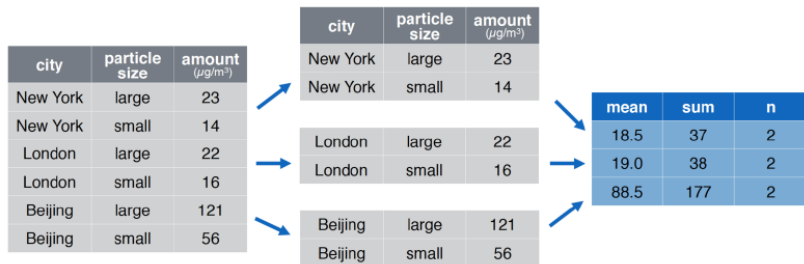 city particle size amount (µg/m³)
New York large 23
New York small 14
London large 22
London small 16
Beijing large 121
Beijing small 56
city particle size amount (µg/m³)
New York large 23
New York small 14
London large 22
London small 16
Beijing large 121
Beijing small 56
mean sum n
18.5 37 2
19.0 38 2
88.5 177 2